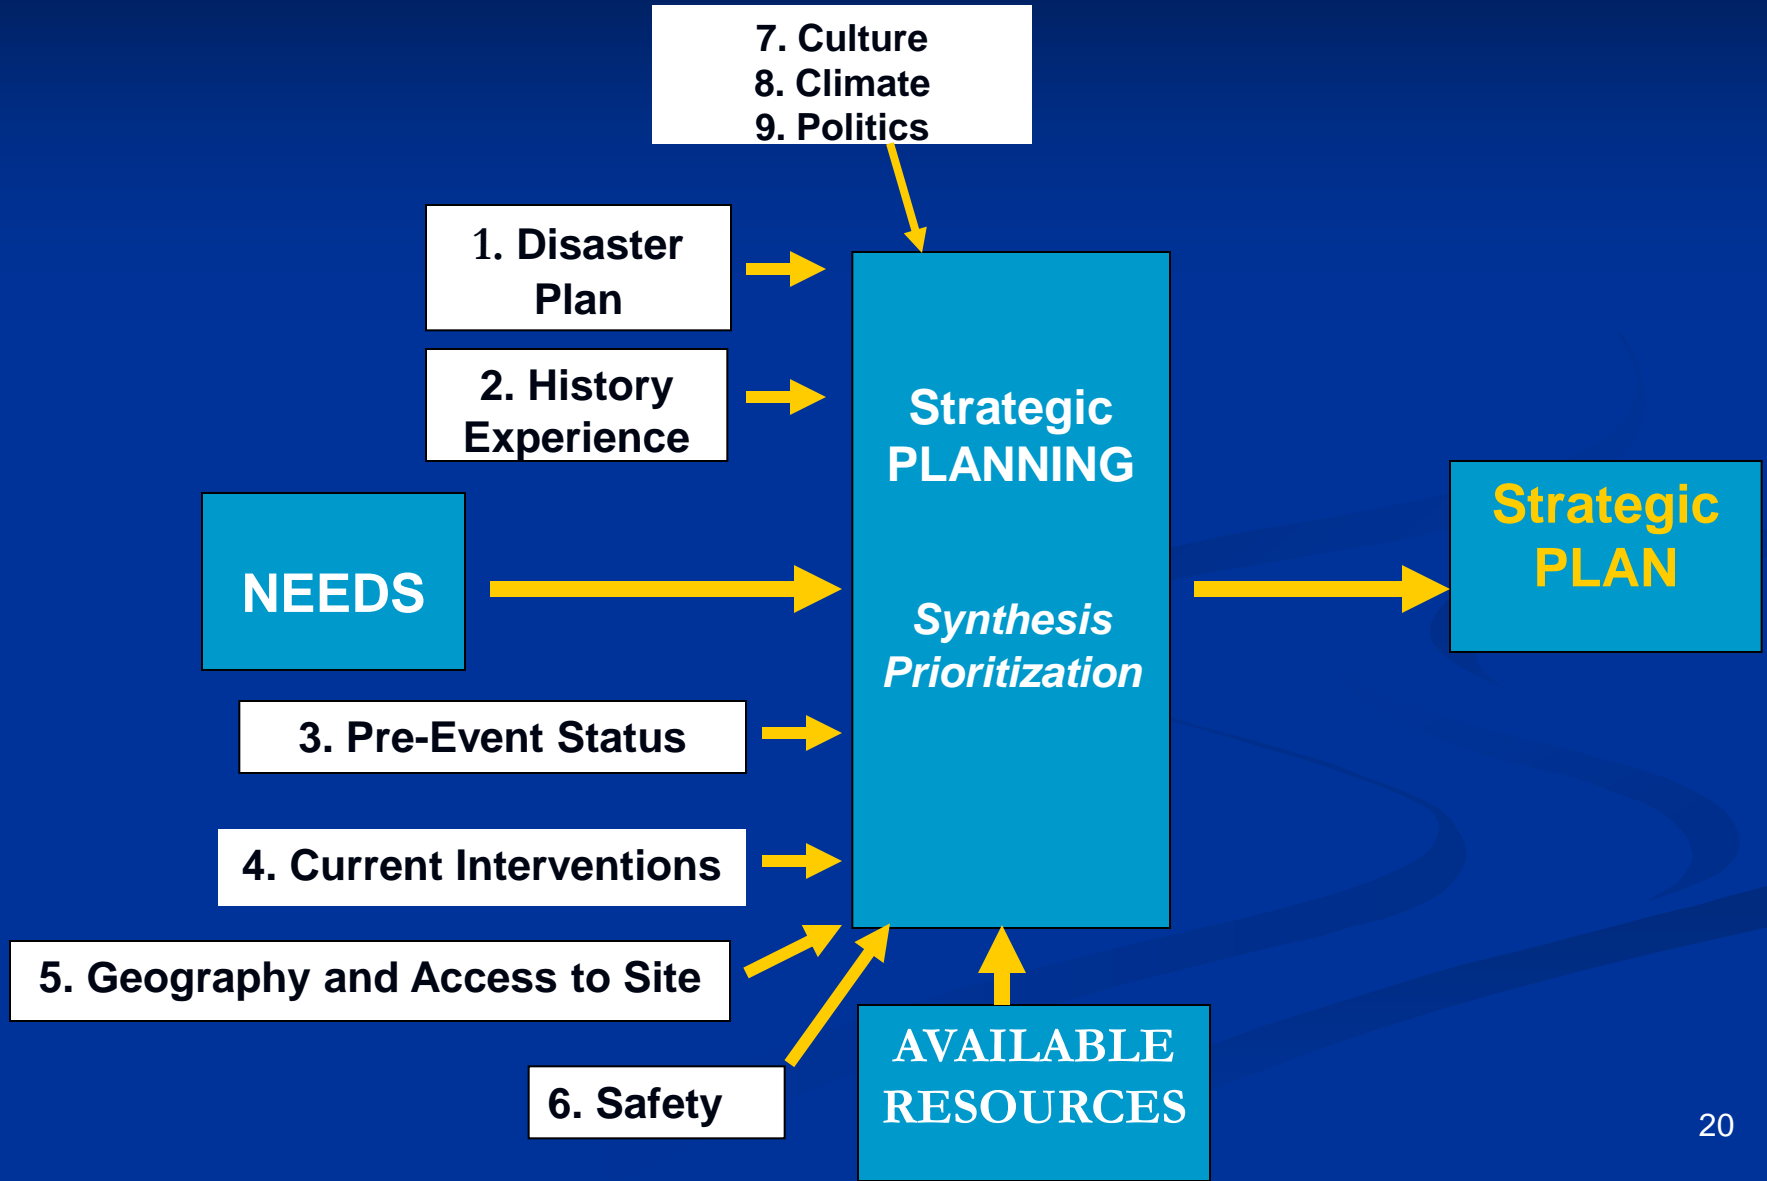 7. Culture
8. Climate
9. Politics
1. Disaster
Plan
2. History
Experience
Strategic
PLANNING
Synthesis
Prioritization
NEEDS
Strategic
PLAN
3. Pre-Event Status
4. Current Interventions
5. Geography and Access to Site
6. Safety
AVAILABLE
RESOURCES
20